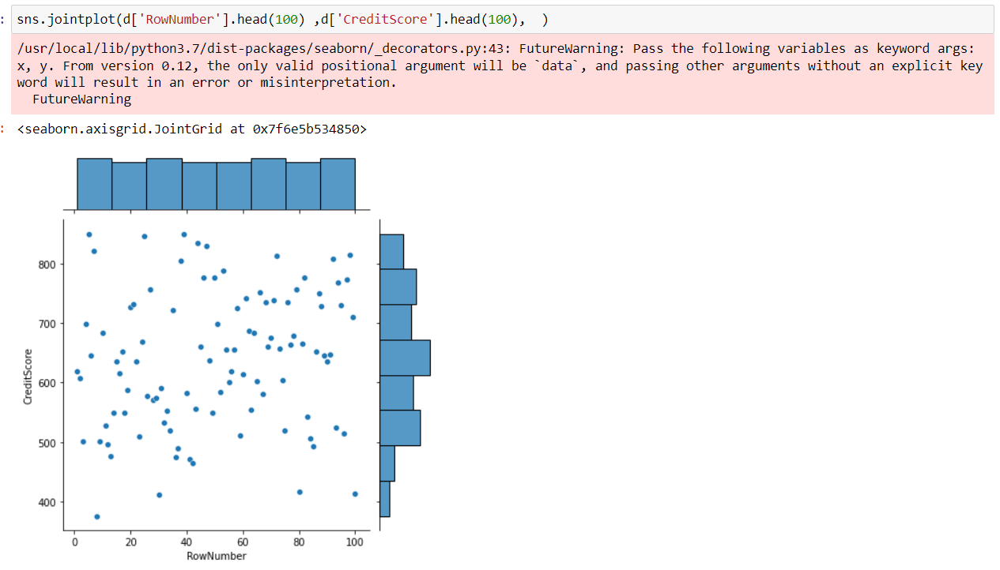 : sns.jointplot(d['RowNumber'].head(100) ,d['CreditScore'].head(100),  )
/usr/local/lib/python3.7/dist-packages/seaborn/_decorators.py:43: FutureWarning: Pass the following variables as keyword args:
x, y. From version 0.12, the only valid positional argument will be `data`, and passing other arguments without an explicit key
word will result in an error or misinterpretation.
  FutureWarning
: <seaborn.axisgrid.JointGrid at 0x7f6e5b534850>
800
700
600
500
400
CreditScore
0 20 40 60 80 100
RowNumber